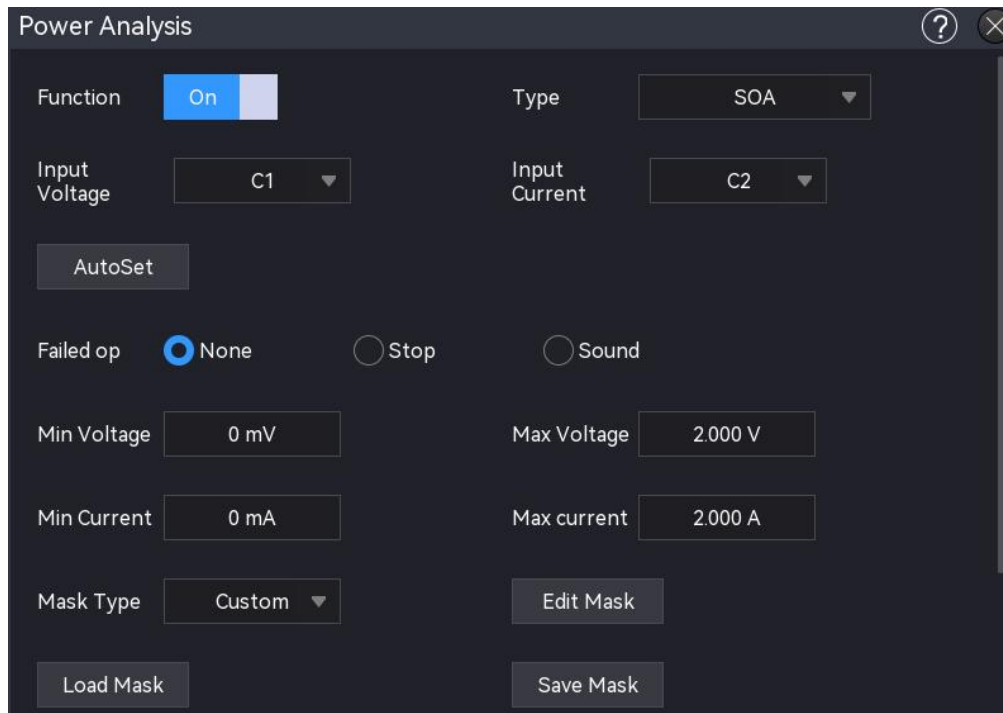 Power Analysis ?
Function On Type SOA
Input Voltage C1 Input Current C2
AutoSet
Failed op None Stop Sound
Min Voltage 0 mV Max Voltage 2.000 V
Min Current 0 mA Max current 2.000 A
Mask Type Custom Edit Mask
Load Mask Save Mask